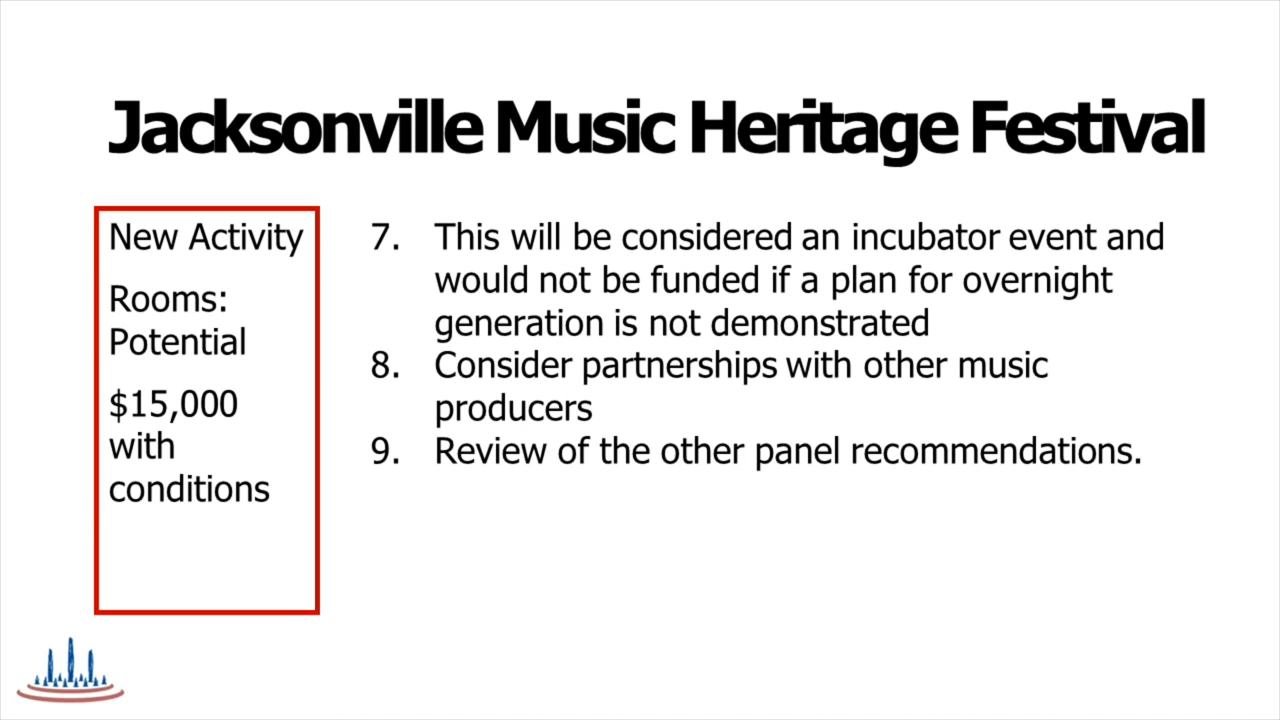 Jacksonville Music Heritage Festival
New Activity
Rooms:
Potential
$15,000
with
conditions
7. This will be considered an incubator event and
would not be funded if a plan for overnight
generation is not demonstrated
8. Consider partnerships with other music
producers
9. Review of the other panel recommendations.